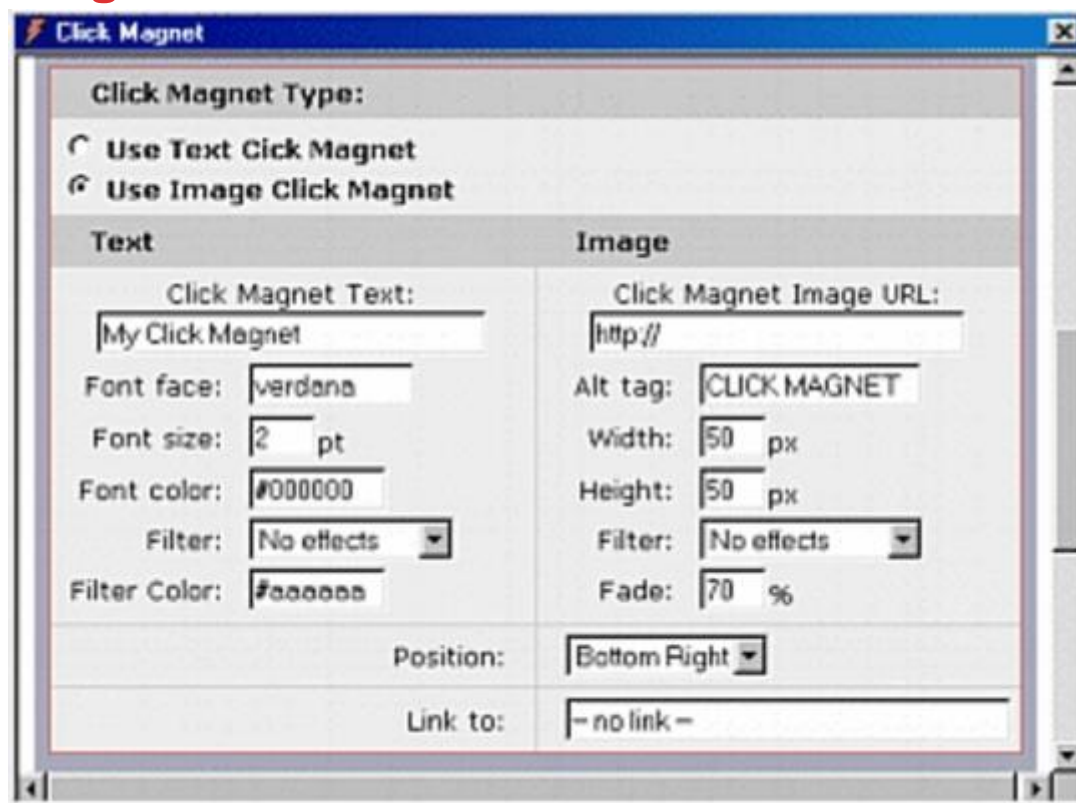 Click Magnet
Click Magnet Type:
Use Text Cick Magnet
Use Image Click Magnet
Text Image
Click Magnet Text: Click Magnet Image URL:
My Click Magnet http://
Font face: verdana Alt tag: CLICK MAGNET
Font size: 2 pt Width: 50 px
Font color: #000000 Height: 50 px
Filter: No effects Filter: No effects
Filter Color: #aaaaaa Fade: 70 %
Position: Bottom Right
Link to: -- no link --